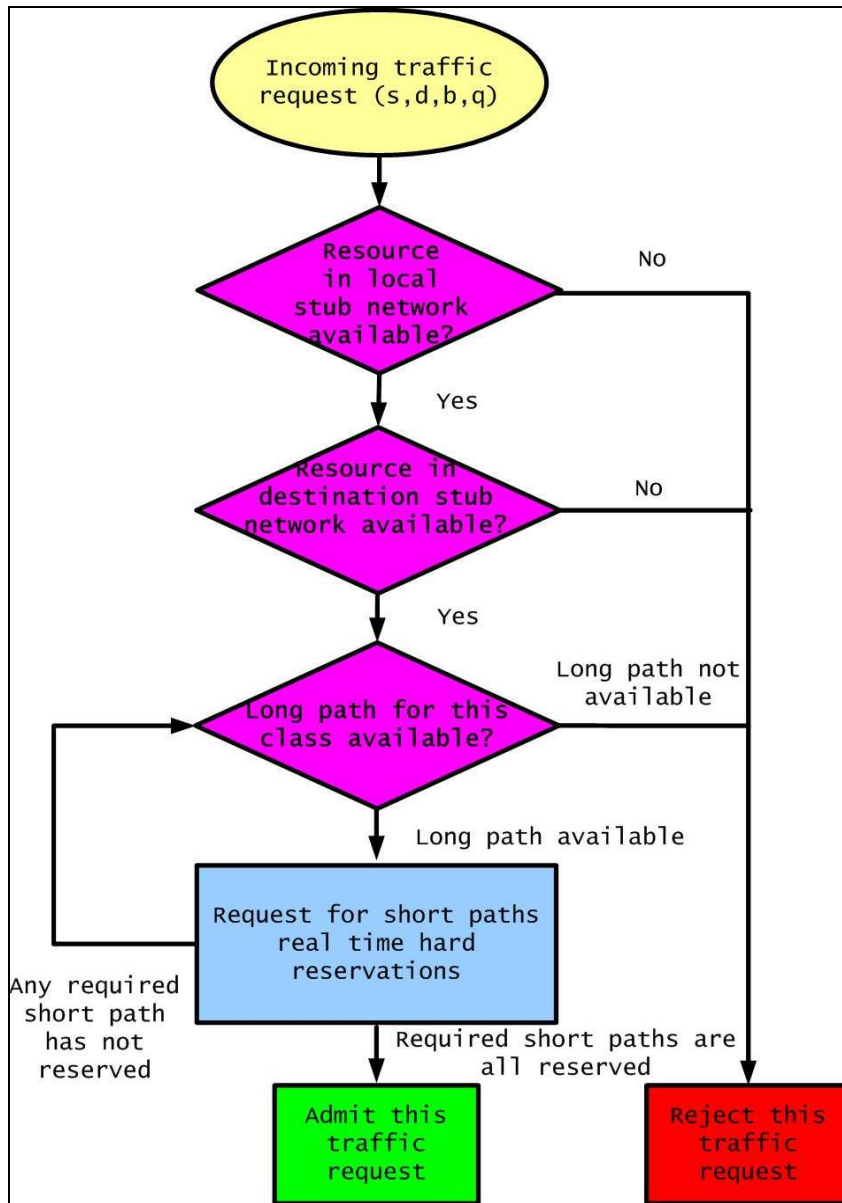 Incoming traffic
request (s,d,b,q)
Resource
in local
stub network
available?
No
Yes
Resource in
destination stub
network available?
No
Yes
Long path not
available
Long path for this
class available?
Long path available
Request for short paths
real time hard
reservations
Any required
short path
has not
reserved
Required short paths are
all reserved
Admit this
traffic
request
Reject this
traffic
request